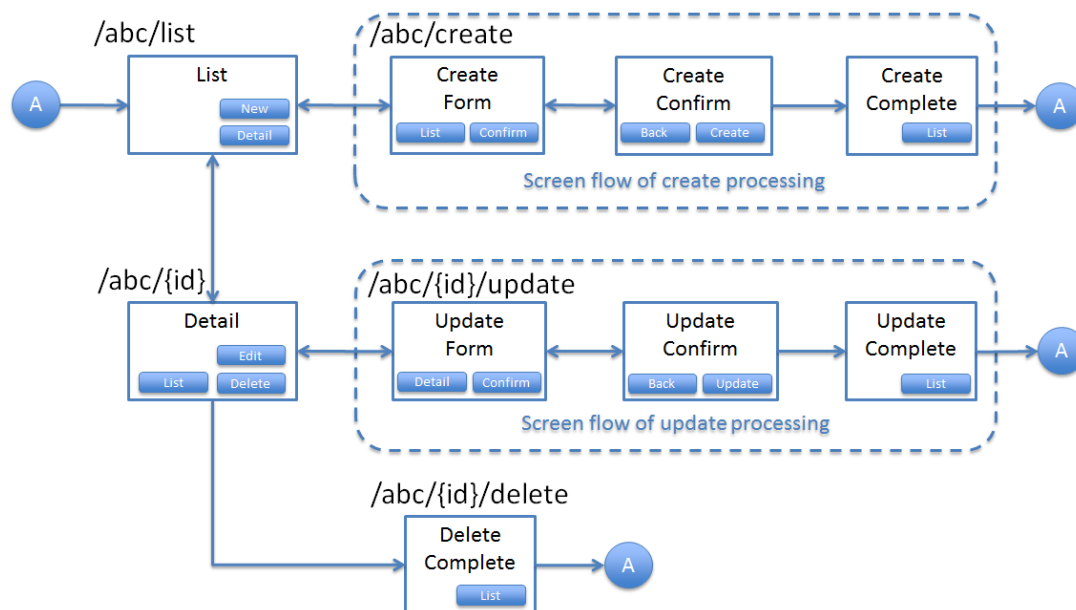 /abc/list
/abc/create
A
List
New
Detail
Create
Form
List
Confirm
Create
Confirm
Back
Create
Create
Complete
List
A
Screen flow of create processing
/abc/{id}
/abc/{id}/update
Detail
Edit
List
Delete
Update
Form
Detail
Confirm
Update
Confirm
Back
Update
Update
Complete
List
A
Screen flow of update processing
/abc/{id}/delete
Delete
Complete
List
A